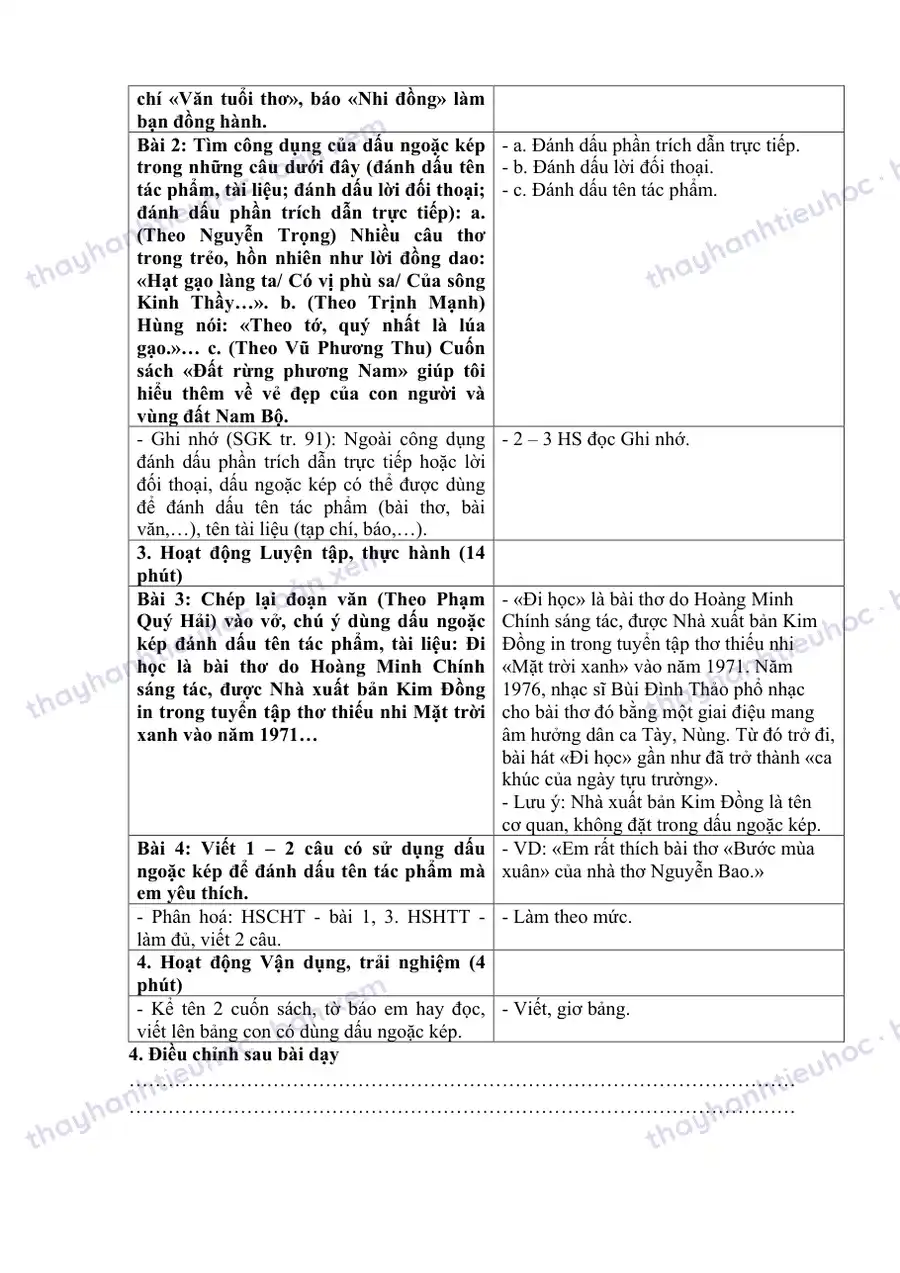 chí «Văn tuổi thơ», báo «Nhi đồng» làm
bạn đồng hành.
Bài 2: Tìm công dụng của dấu ngoặc kép
trong những câu dưới đây (đánh dấu tên
tác phẩm, tài liệu; đánh dấu lời đối thoại;
đánh dấu phần trích dẫn trực tiếp): a.
(Theo Nguyễn Trọng) Nhiều câu thơ
trong trẻo, hồn nhiên như lời đồng dao:
«Hạt gạo làng ta/ Có vị phù sa/ Của sông
Kinh Thầy…». b. (Theo Trịnh Mạnh)
Hùng nói: «Theo tớ, quý nhất là lúa
gạo.»… c. (Theo Vũ Phương Thu) Cuốn
sách «Đất rừng phương Nam» giúp tôi
hiểu thêm về vẻ đẹp của con người và
vùng đất Nam Bộ.
- a. Đánh dấu phần trích dẫn trực tiếp.
- b. Đánh dấu lời đối thoại.
- c. Đánh dấu tên tác phẩm.
- Ghi nhớ (SGK tr. 91): Ngoài công dụng
đánh dấu phần trích dẫn trực tiếp hoặc lời
đối thoại, dấu ngoặc kép có thể được dùng
để đánh dấu tên tác phẩm (bài thơ, bài
văn,…), tên tài liệu (tạp chí, báo,…).
- 2 – 3 HS đọc Ghi nhớ.
3. Hoạt động Luyện tập, thực hành (14
phút)
Bài 3: Chép lại đoạn văn (Theo Phạm
Quý Hải) vào vở, chú ý dùng dấu ngoặc
kép đánh dấu tên tác phẩm, tài liệu: Đi
học là bài thơ do Hoàng Minh Chính
sáng tác, được Nhà xuất bản Kim Đồng
in trong tuyển tập thơ thiếu nhi Mặt trời
xanh vào năm 1971…
- «Đi học» là bài thơ do Hoàng Minh
Chính sáng tác, được Nhà xuất bản Kim
Đồng in trong tuyển tập thơ thiếu nhi
«Mặt trời xanh» vào năm 1971. Năm
1976, nhạc sĩ Bùi Đình Thảo phổ nhạc
cho bài thơ đó bằng một giai điệu mang
âm hưởng dân ca Tày, Nùng. Từ đó trở đi,
bài hát «Đi học» gần như đã trở thành «ca
khúc của ngày tựu trường».
- Lưu ý: Nhà xuất bản Kim Đồng là tên
cơ quan, không đặt trong dấu ngoặc kép.
Bài 4: Viết 1 – 2 câu có sử dụng dấu
ngoặc kép để đánh dấu tên tác phẩm mà
em yêu thích.
- VD: «Em rất thích bài thơ «Bước mùa
xuân» của nhà thơ Nguyễn Bao.»
- Phân hoá: HSCHT - bài 1, 3. HSHTT -
làm đủ, viết 2 câu.
- Làm theo mức.
4. Hoạt động Vận dụng, trải nghiệm (4
phút)
- Kể tên 2 cuốn sách, tờ báo em hay đọc,
viết lên bảng con có dùng dấu ngoặc kép.
- Viết, giơ bảng.
4. Điều chỉnh sau bài dạy
…………………………………………………………………………………………
…………………………………………………………………………………………
thayhanhtieuhoc · bản xem
thayhanhtieuhoc · b
thayhanhtieuhoc · bản xem
thayhanhtieuhoc · b
thayhanhtieuhoc · bản xem
thayhanhtieuhoc · b